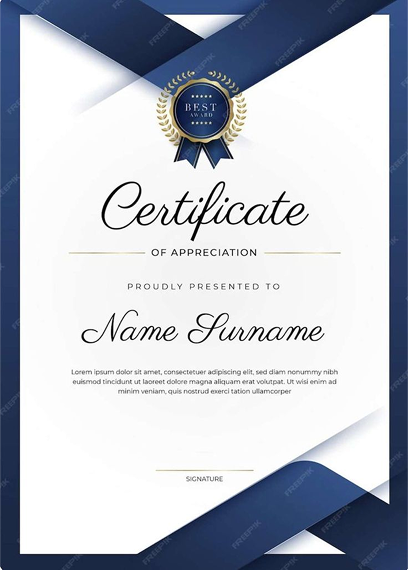 BEST
AWARD
Certificate
OF APPRECIATION
PROUDLY PRESENTED TO
Name Surname
Lorem ipsum dolor sit amet, consectetuer adipiscing elit, sed diam nonummy nibh
euismod tincidunt ut laoreet dolore magna aliquam erat volutpat. Ut wisi enim ad
minim veniam, quis nostrud exerci tation ullamcorper
SIGNATURE